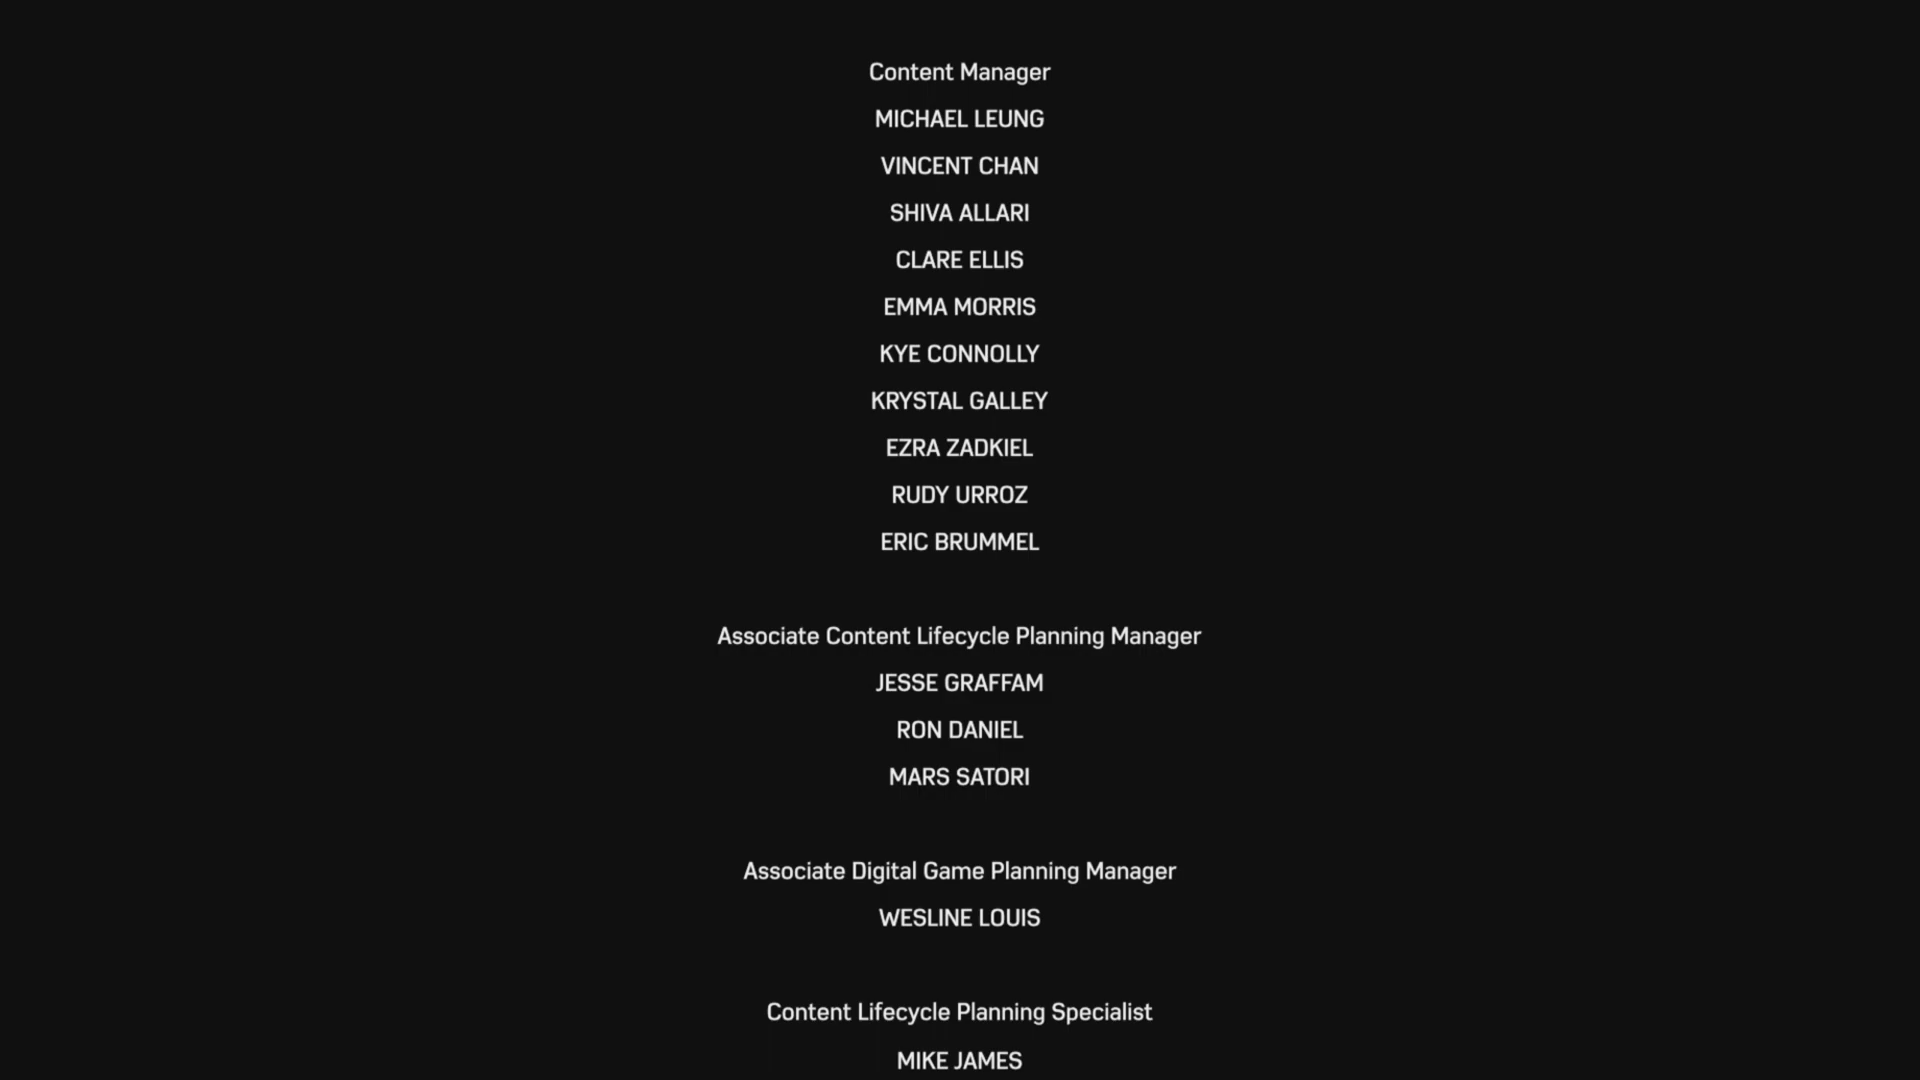 Content Manager
MICHAEL LEUNG
VINCENT CHAN
SHIVA ALLARI
CLARE ELLIS
EMMA MORRIS
KYE CONNOLLY
KRYSTAL GALLEY
EZRA ZADKIEL
RUDY URROZ
ERIC BRUMMEL
Associate Content Lifecycle Planning Manager
JESSE GRAFFAM
RON DANIEL
MARS SATORI
Associate Digital Game Planning Manager
WESLINE LOUIS
Content Lifecycle Planning Specialist
MIKE JAMES